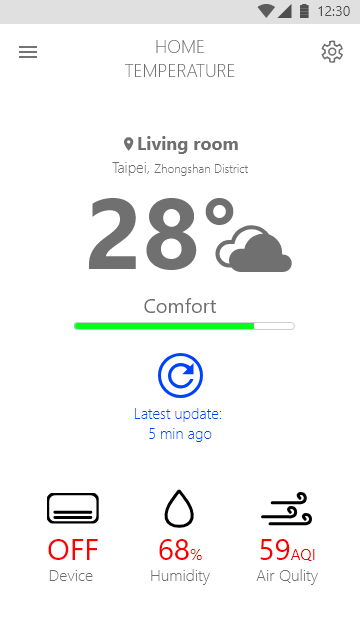 12:30
HOME
TEMPERATURE
Living room
Taipei, Zhongshan District
28°
Comfort
Latest update:
5 min ago
OFF 68% 59AQI
Device Humidity Air Qulity